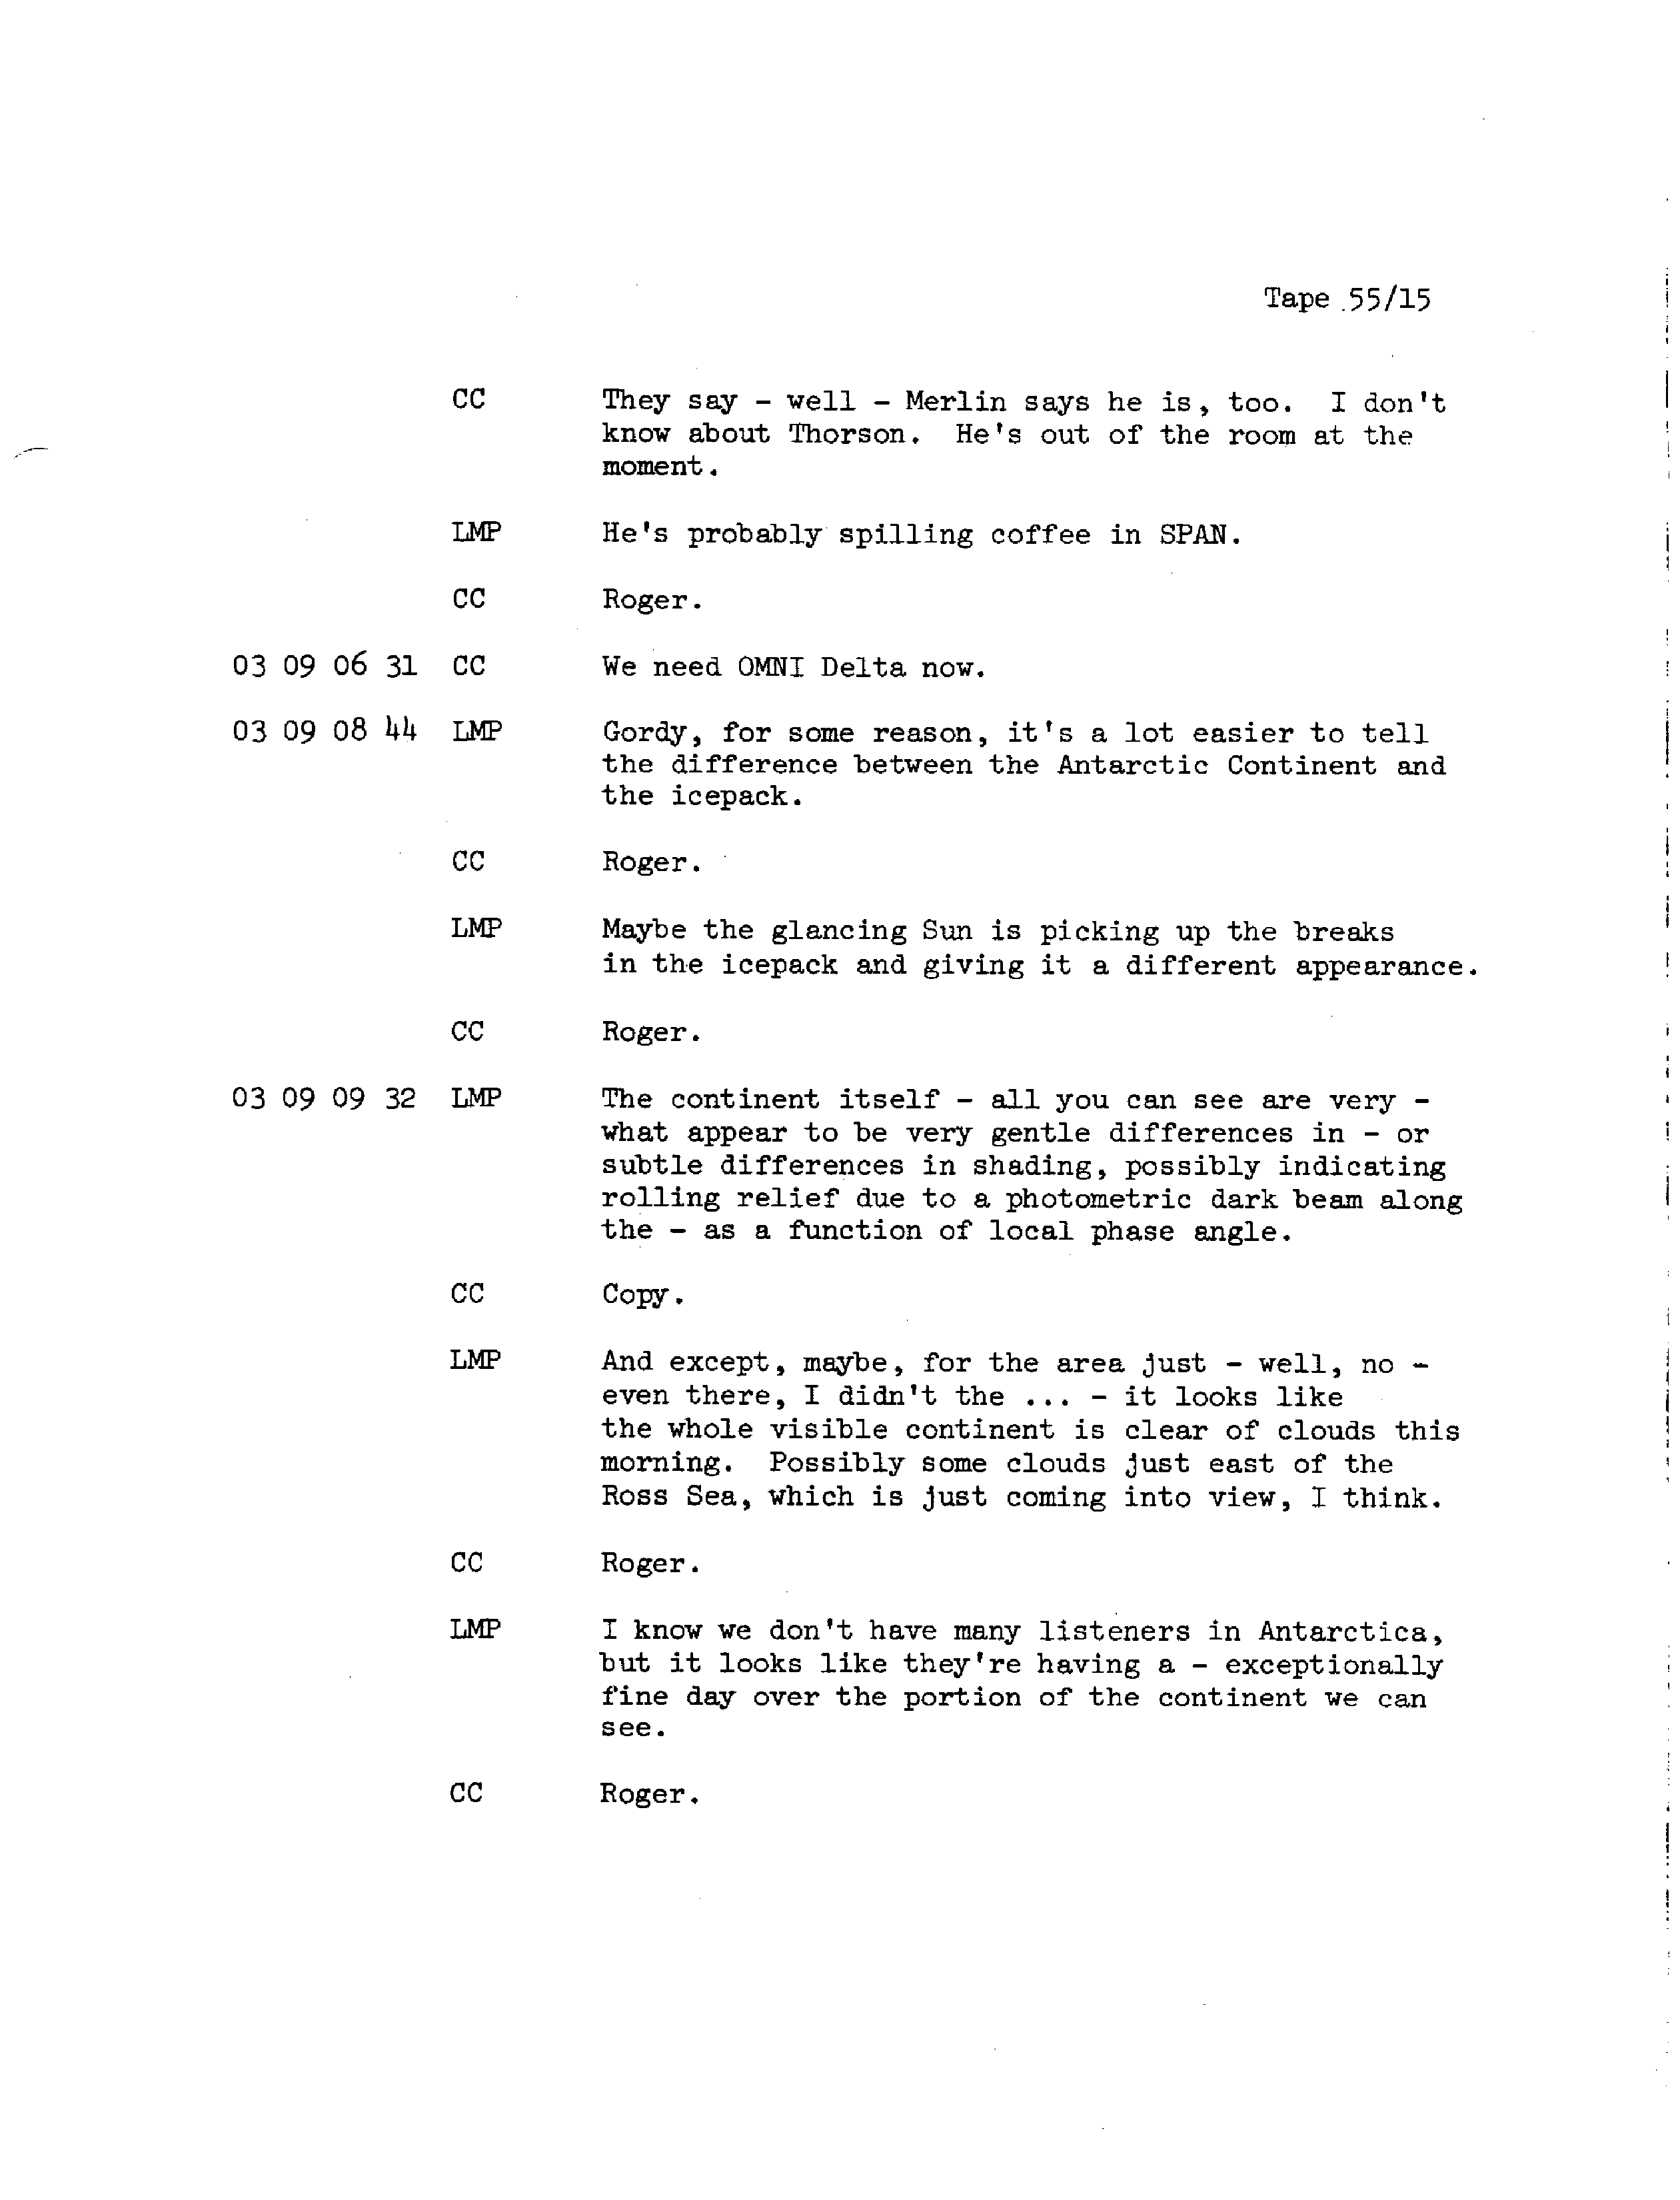 Tape 55/15
CC They say - well - Merlin says he is, too. I don't
know about Thorson. He's out of the room at the
moment.
LMP He's probably spilling coffee in SPAN.
CC Roger.
03 09 06 31 CC We need OMNI Delta now.
03 09 08 44 LMP Gordy, for some reason, it's a lot easier to tell
the difference between the Antarctic Continent and
the icepack.
CC Roger.
LMP Maybe the glancing Sun is picking up the breaks
in the icepack and giving it a different appearance.
CC Roger.
03 09 09 32 LMP The continent itself - all you can see are very -
what appear to be very gentle differences in - or
subtle differences in shading, possibly indicating
rolling relief due to a photometric dark beam along
the - as a function of local phase angle.
CC Copy.
LMP And except, maybe, for the area just - well, no -
even there, I didn't the ... - it looks like
the whole visible continent is clear of clouds this
morning. Possibly some clouds just east of the
Ross Sea, which is just coming into view, I think.
CC Roger.
LMP I know we don't have many listeners in Antarctica,
but it looks like they're having a - exceptionally
fine day over the portion of the continent we can
see.
CC Roger.